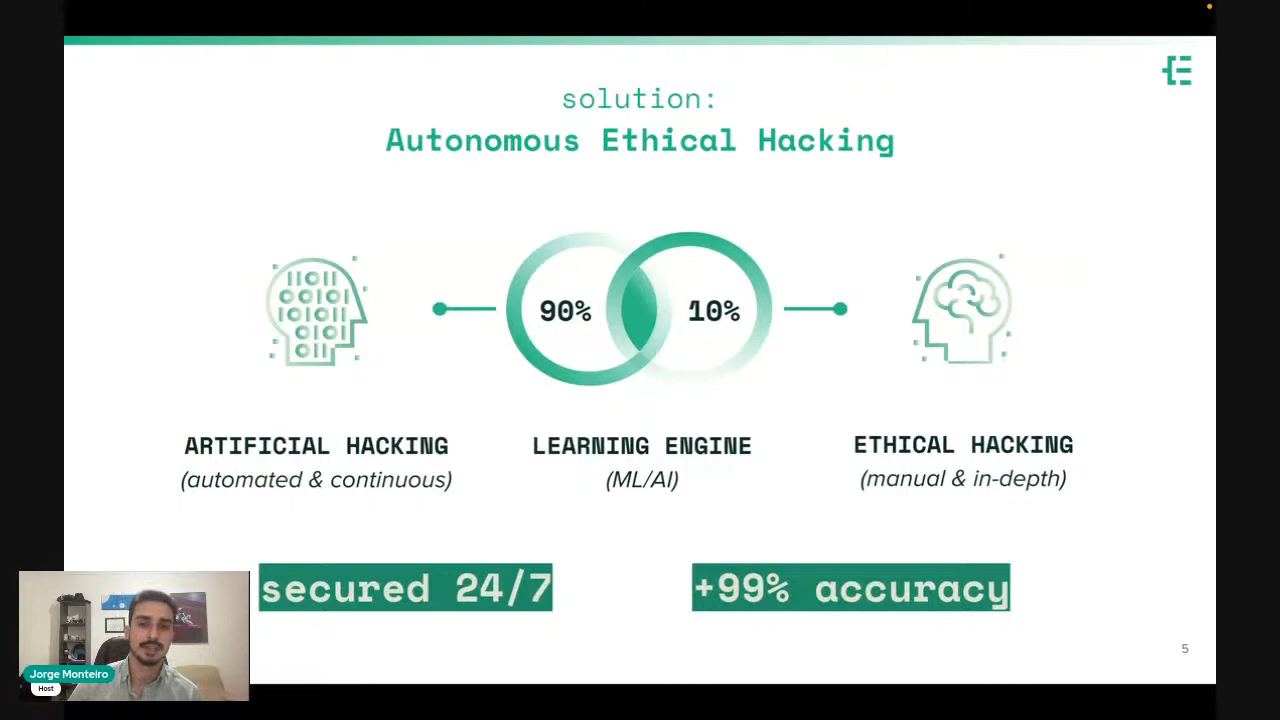 solution:
Autonomous Ethical Hacking
90%
10%
ARTIFICIAL HACKING
(automated & continuous)
LEARNING ENGINE
(ML/AI)
ETHICAL HACKING
(manual & in-depth)
secured 24/7
+99% accuracy
Jorge Monteiro
Host
5